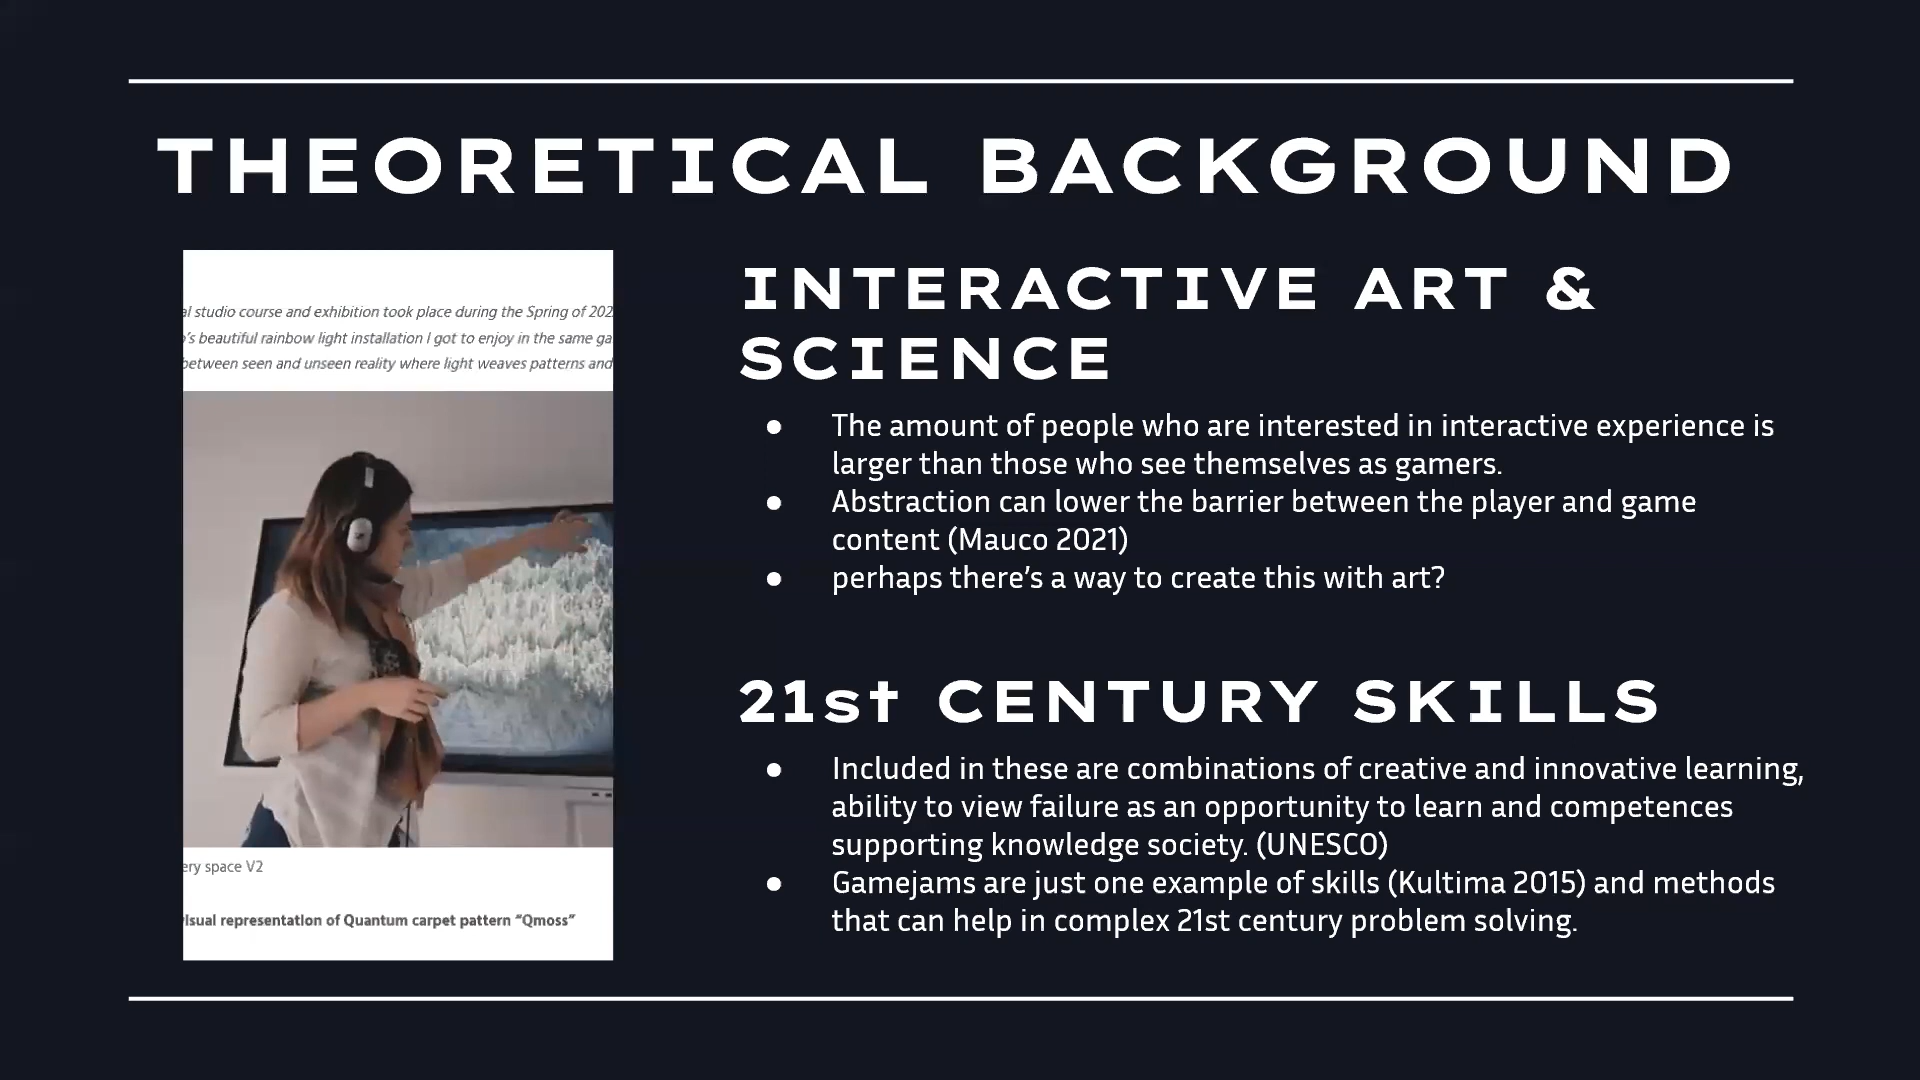 THEORETICAL BACKGROUND
al studio course and exhibition took place during the Spring of 202
's beautiful rainbow light installation I got to enjoy in the same ga
between seen and unseen reality where light weaves patterns and
ery space V2
isual representation of Quantum carpet pattern “Qmoss”
INTERACTIVE ART &
SCIENCE
● The amount of people who are interested in interactive experience is
larger than those who see themselves as gamers.
● Abstraction can lower the barrier between the player and game
content (Mauco 2021)
● perhaps there’s a way to create this with art?
21st CENTURY SKILLS
● Included in these are combinations of creative and innovative learning,
ability to view failure as an opportunity to learn and competences
supporting knowledge society. (UNESCO)
● Gamejams are just one example of skills (Kultima 2015) and methods
that can help in complex 21st century problem solving.